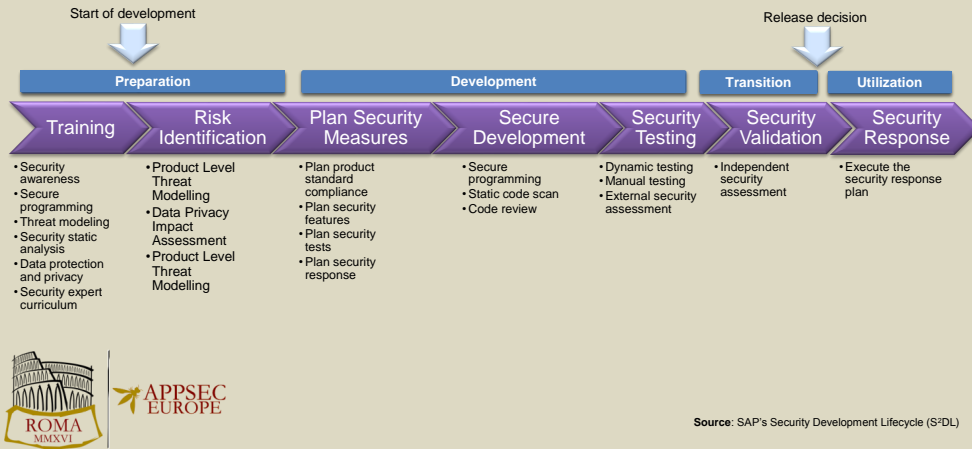 Start of development
Release decision
Preparation
Development
Transition
Utilization
Training
Risk
Identification
Plan Security
Measures
Secure
Development
Security
Testing
Security
Validation
Security
Response
• Security
awareness
• Secure
programming
• Threat modeling
• Security static
analysis
• Data protection
and privacy
• Security expert
curriculum
• Product Level
Threat
Modelling
• Data Privacy
Impact
Assessment
• Product Level
Threat
Modelling
• Plan product
standard
compliance
• Plan security
features
• Plan security
tests
• Plan security
response
• Secure
programming
• Static code scan
• Code review
• Dynamic testing
• Manual testing
• External security
assessment
• Independent
security
assessment
• Execute the
security response
plan
ROMA
MMXVI
APPSEC
EUROPE
Source: SAP's Security Development Lifecycle (S²DL)